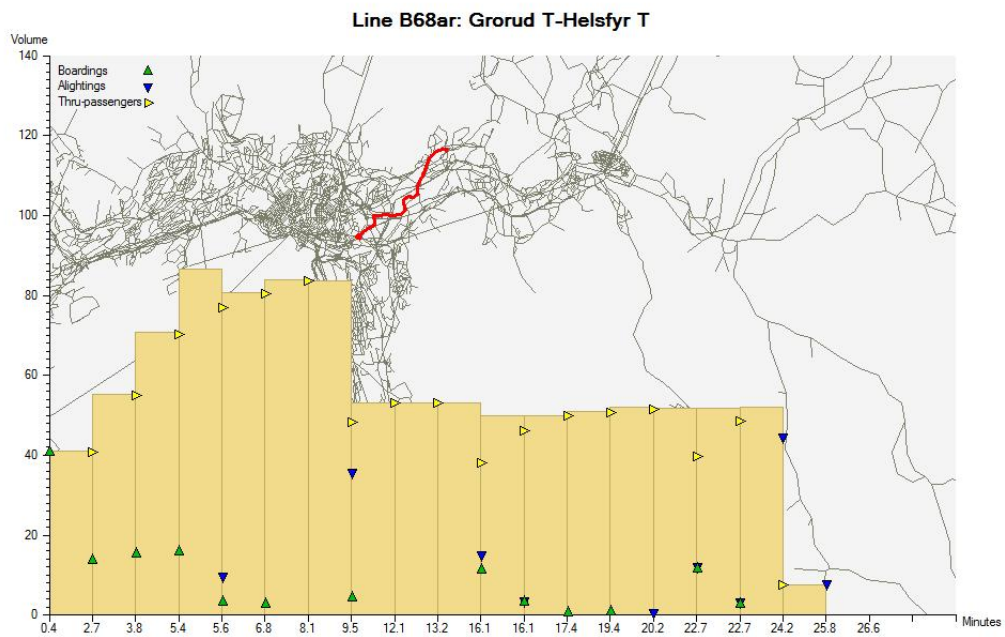 Line B68ar: Grorud T-Helsfyr T
Volume
140
Boardings
Alightings
Thru-passengers
120
100
80
60
40
20
0
0.4 2.7 3.8 5.4 5.6 6.8 8.1 9.5 12.1 13.2 16.1 16.1 17.4 19.4 20.2 22.7 22.7 24.2 25.8 26.6 Minutes